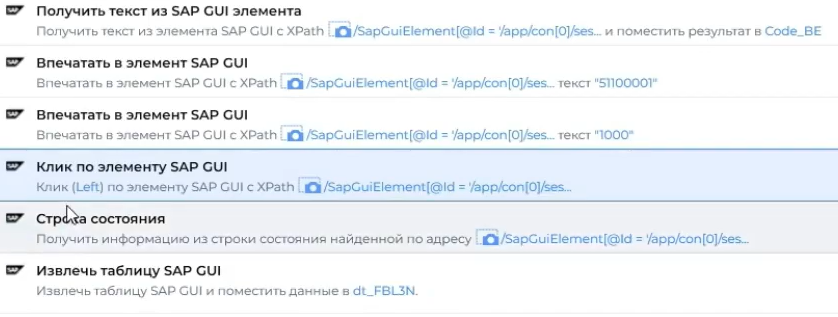 SAP Получить текст из SAP GUI элемента
Получить текст из элемента SAP GUI с XPath /SapGuiElement[@Id = '/app/con[0]/ses... и поместить результат в Code_BE
SAP Впечатать в элемент SAP GUI
Впечатать в элемент SAP GUI с XPath /SapGuiElement[@Id = '/app/con[0]/ses... текст "51100001"
SAP Впечатать в элемент SAP GUI
Впечатать в элемент SAP GUI с XPath /SapGuiElement[@Id = '/app/con[0]/ses... текст "1000"
SAP Клик по элементу SAP GUI
Клик (Left) по элементу SAP GUI с XPath /SapGuiElement[@Id = '/app/con[0]/ses...
SAP Строка состояния
Получить информацию из строки состояния найденной по адресу /SapGuiElement[@Id = '/app/con[0]/ses...
SAP Извлечь таблицу SAP GUI
Извлечь таблицу SAP GUI и поместить данные в dt_FBL3N.